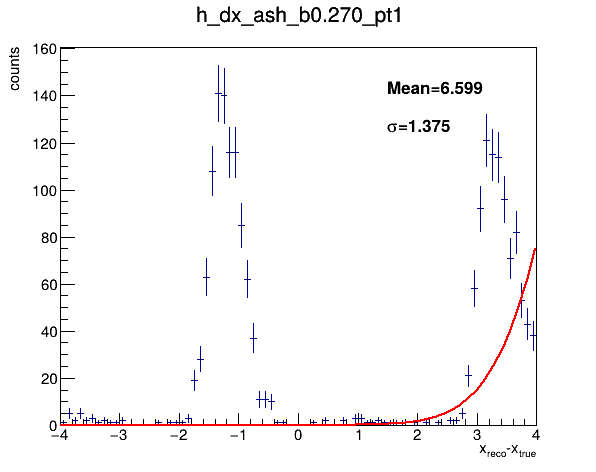 h_dx_ash_b0.270_pt1
counts
160
140
120
100
80
60
40
20
0
Mean=6.599
σ=1.375
−4 −3 −2 −1 0 1 2 3 4
x_reco-x_true